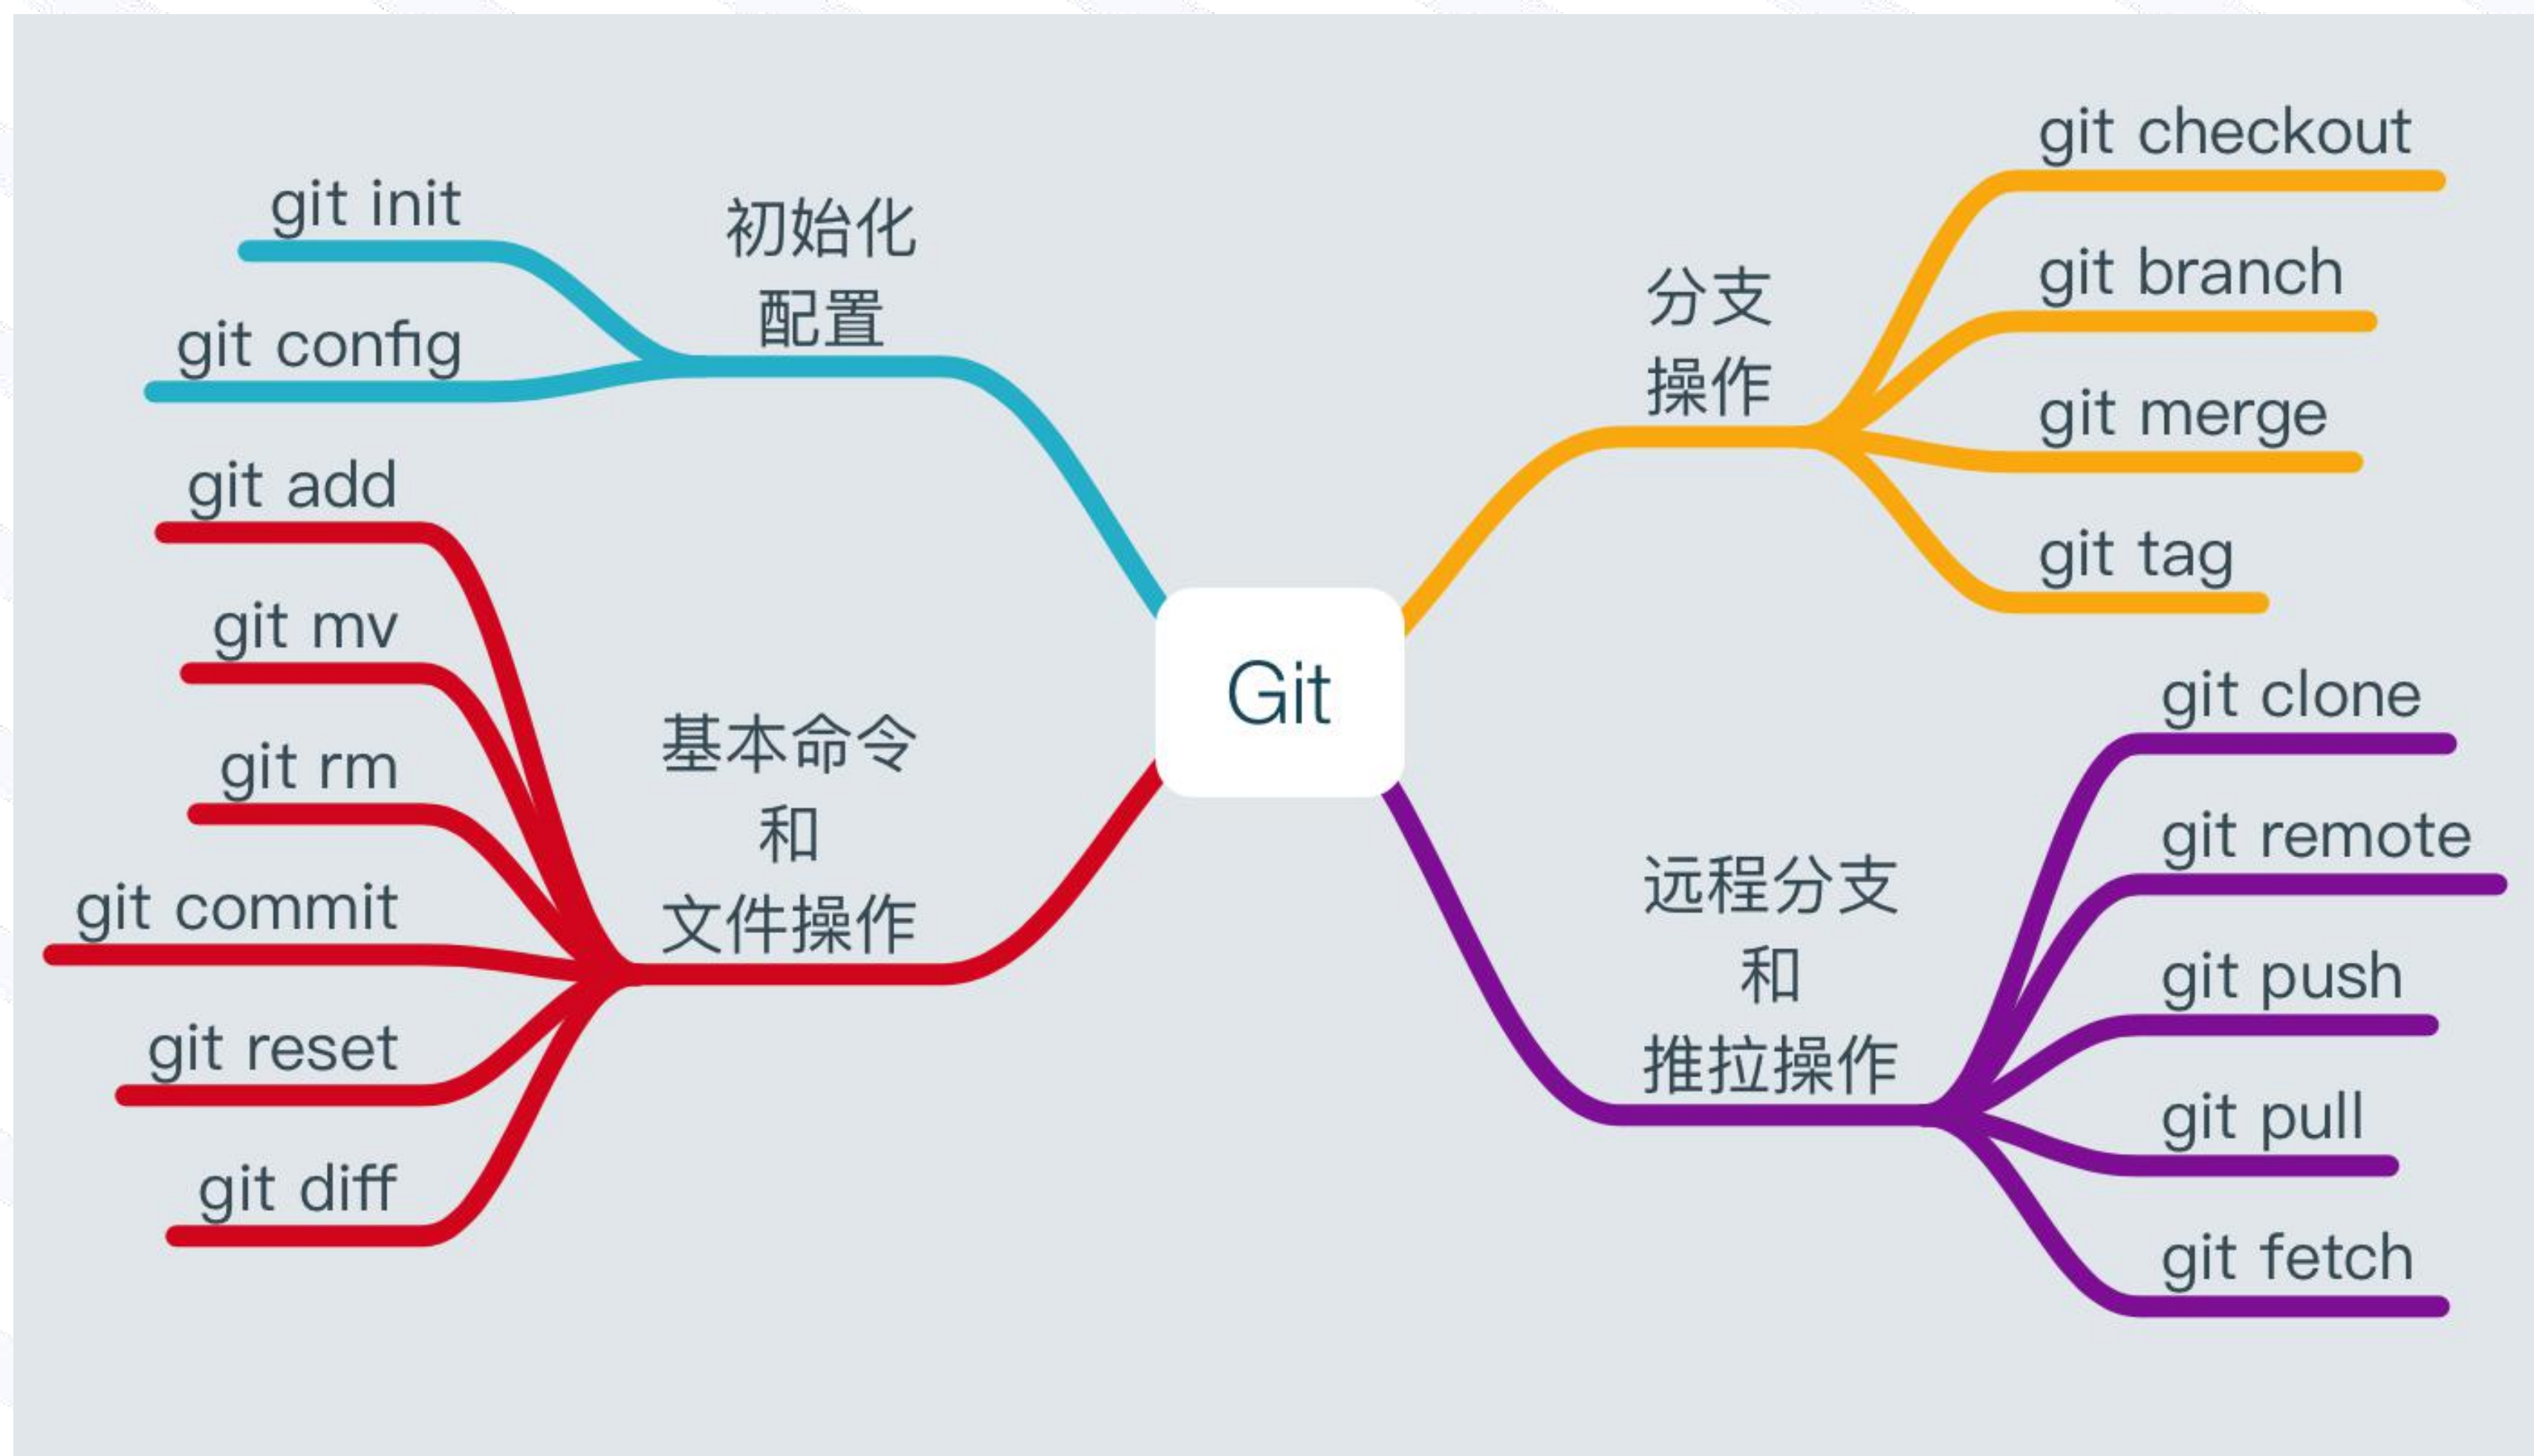 Git
初始化
配置
git init
git config
基本命令
和
文件操作
git add
git mv
git rm
git commit
git reset
git diff
分支
操作
git checkout
git branch
git merge
git tag
远程分支
和
推拉操作
git clone
git remote
git push
git pull
git fetch